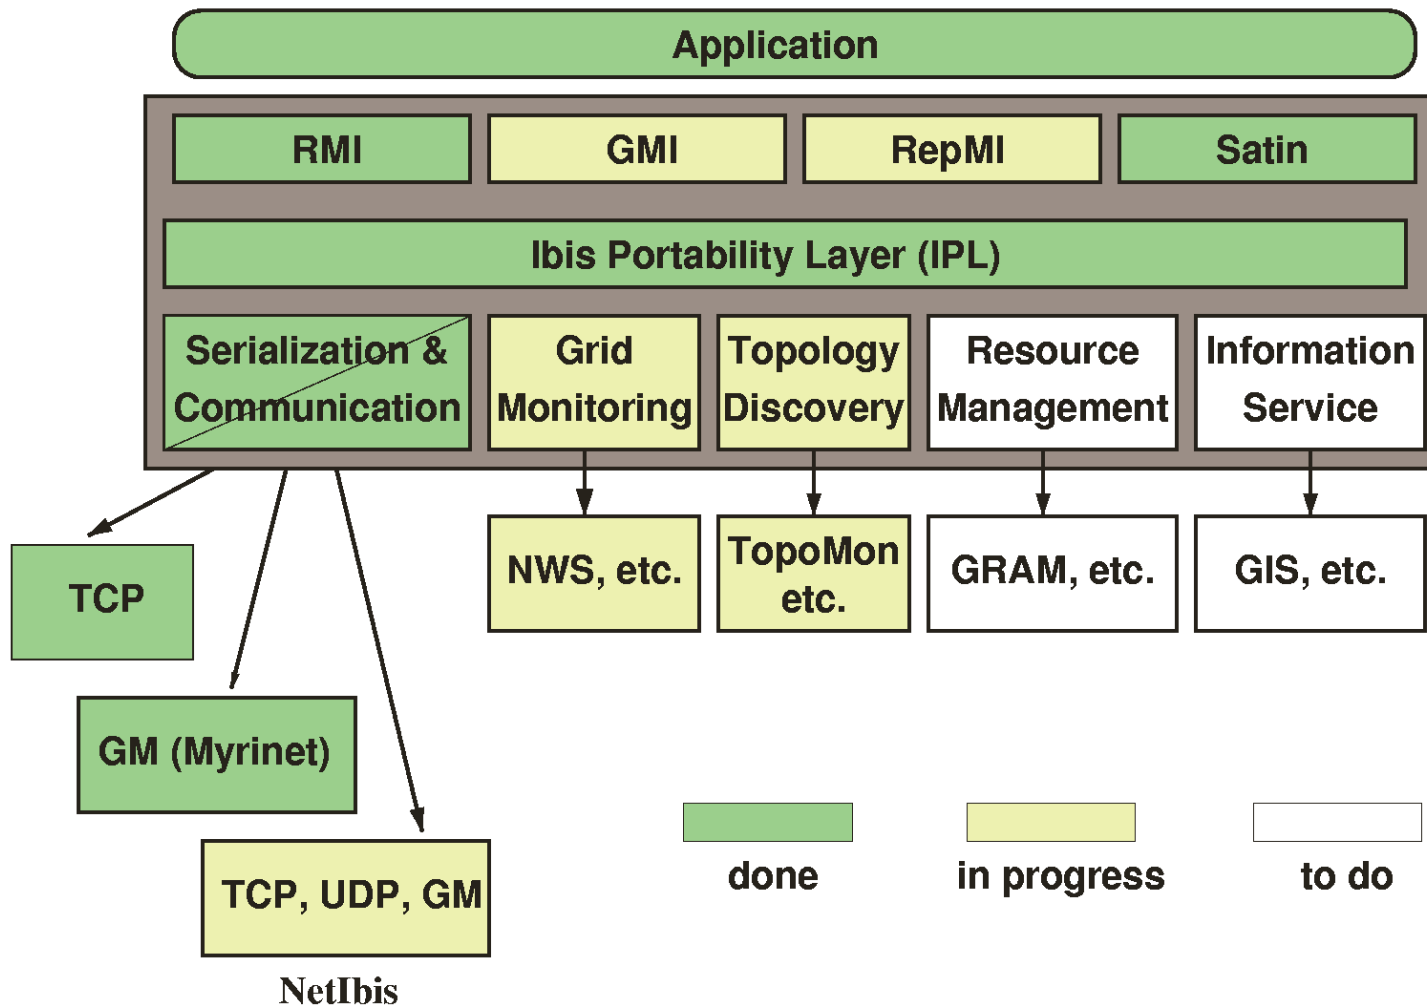 Application
RMI
GMI
RepMI
Satin
Ibis Portability Layer (IPL)
Serialization &
Communication
Grid
Monitoring
Topology
Discovery
Resource
Management
Information
Service
TCP
NWS, etc.
TopoMon
etc.
GRAM, etc.
GIS, etc.
GM (Myrinet)
TCP, UDP, GM
NetIbis
done
in progress
to do